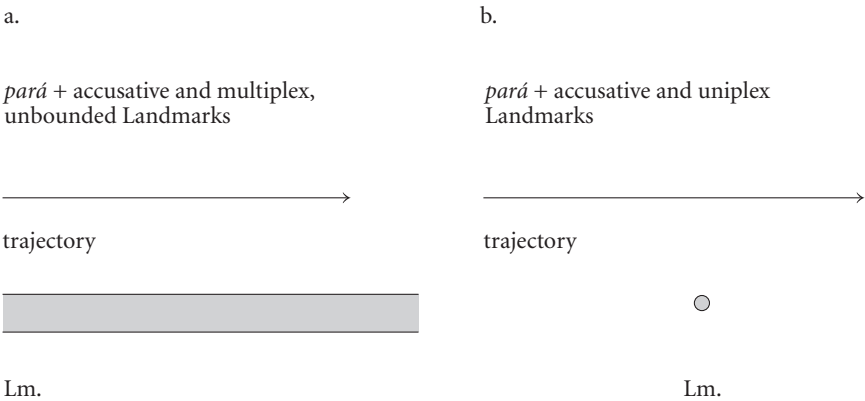 a.
pará + accusative and multiplex,
unbounded Landmarks
trajectory
Lm.
b.
pará + accusative and uniplex
Landmarks
trajectory
Lm.